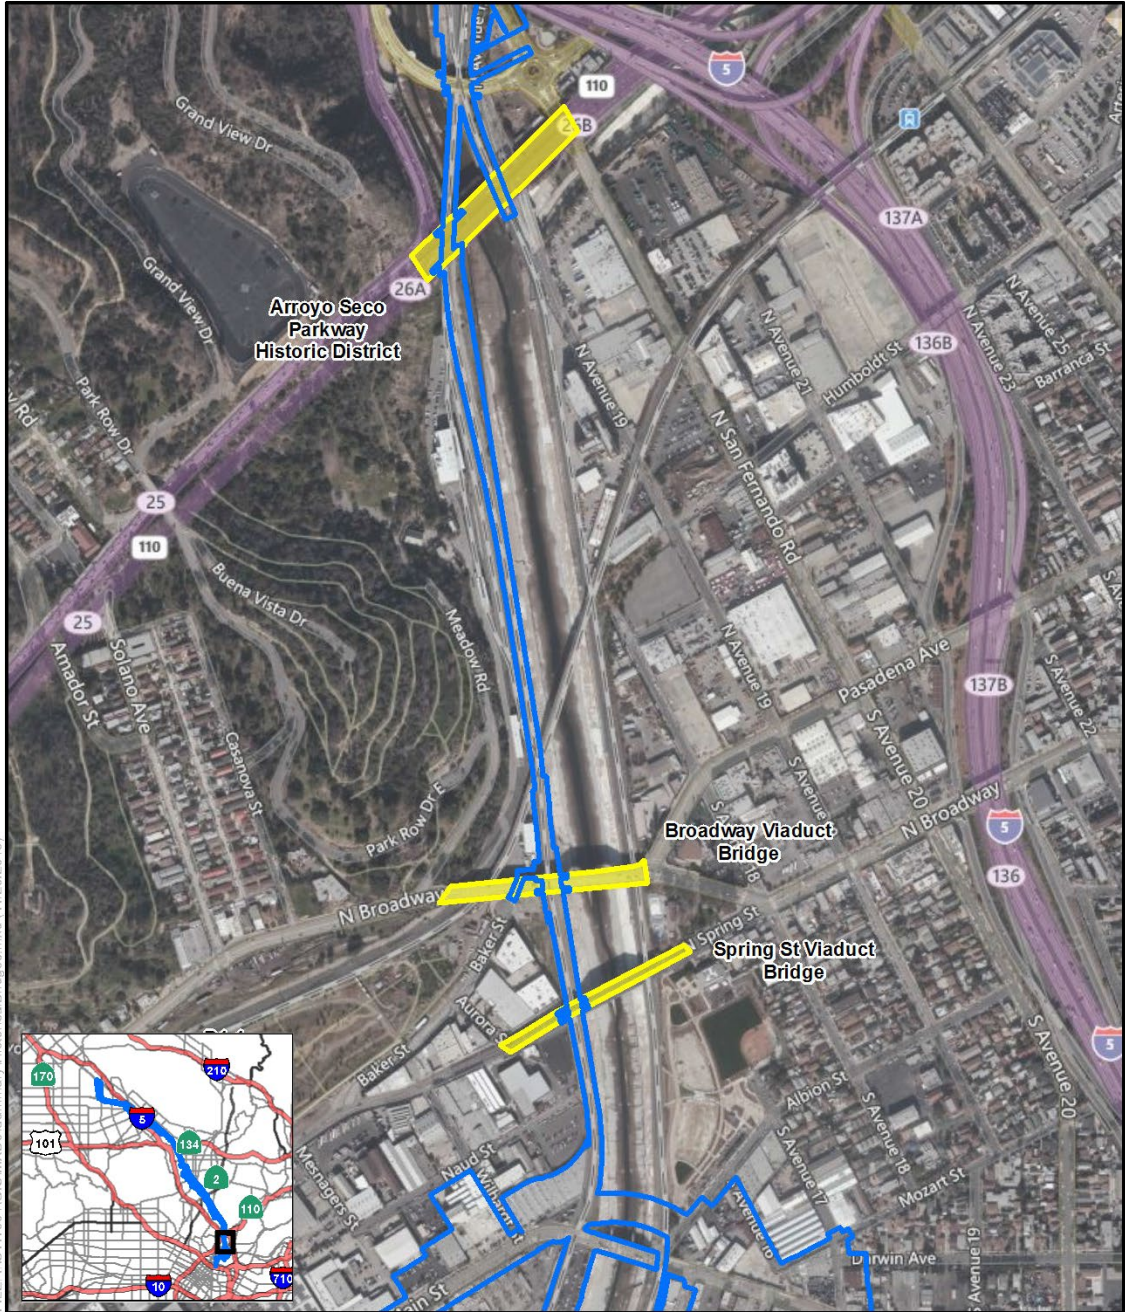 5
110
26B
Grand View Dr
137A
Grand View Dr
26A
Arroyo Seco
Parkway
Historic District
N Avenue 25
N Avenue 23
N Avenue 21
136B
Humboldt St
Barranca St
N Avenue 19
Park Row Dr
N San Fernando Rd
25
110
Buena Vista Dr
Meadow Rd
25
Amador St
Solano Ave
Casanova St
N Avenue 19
Pasadena Ave
137B
S Avenue 22
S Avenue 20
S Avenue
N Broadway
Park Row Dr E
Broadway Viaduct
Bridge
5
136
N Broadway
N Spring St
Baker St
Spring St Viaduct
Bridge
Aurora S
Baker St
S Avenue 20
5
Albion St
S Avenue 18
S Avenue 17
Mozart St
Naud St
Wilhardt St
Mesnagers St
Darwin Ave
Avenue 19
ain St
170
210
5
101
134
2
110
10
710